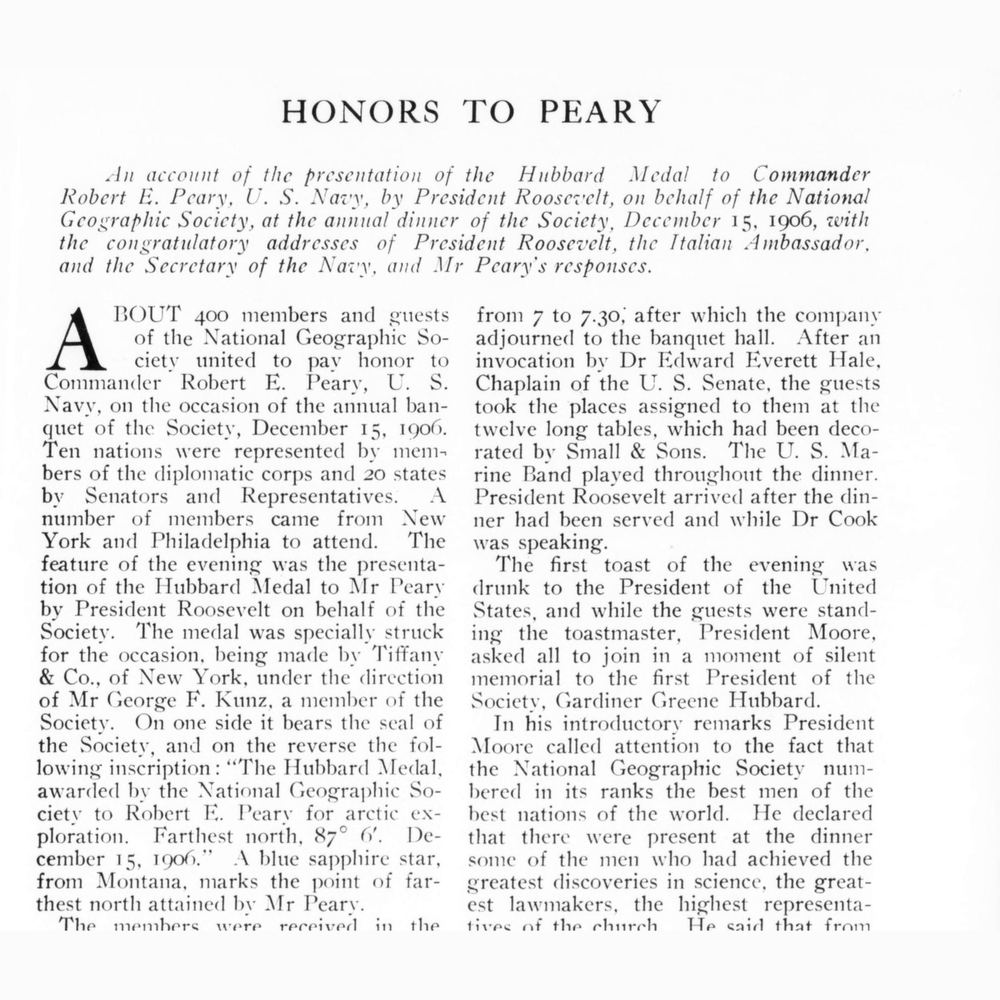 HONORS TO PEARY
An account of the presentation of the Hubbard Medal to Commander
Robert E. Peary, U. S. Navy, by President Roosevelt, on behalf of the National
Geographic Society, at the annual dinner of the Society, December 15, 1906, with
the congratulatory addresses of President Roosevelt, the Italian Ambassador,
and the Secretary of the Navy, and Mr Peary's responses.
ABOUT 400 members and guests
of the National Geographic So-
ciety united to pay honor to
Commander Robert E. Peary, U. S.
Navy, on the occasion of the annual ban-
quet of the Society, December 15, 1906.
Ten nations were represented by mem-
bers of the diplomatic corps and 20 states
by Senators and Representatives. A
number of members came from New
York and Philadelphia to attend. The
feature of the evening was the presenta-
tion of the Hubbard Medal to Mr Peary
by President Roosevelt on behalf of the
Society. The medal was specially struck
for the occasion, being made by Tiffany
& Co., of New York, under the direction
of Mr George F. Kunz, a member of the
Society. On one side it bears the seal of
the Society, and on the reverse the fol-
lowing inscription: "The Hubbard Medal,
awarded by the National Geographic So-
ciety to Robert E. Peary for arctic ex-
ploration. Farthest north, 87° 6'. De-
cember 15, 1906." A blue sapphire star,
from Montana, marks the point of far-
thest north attained by Mr Peary.
The members were received in the
from 7 to 7.30, after which the company
adjourned to the banquet hall. After an
invocation by Dr Edward Everett Hale,
Chaplain of the U. S. Senate, the guests
took the places assigned to them at the
twelve long tables, which had been deco-
rated by Small & Sons. The U. S. Ma-
rine Band played throughout the dinner.
President Roosevelt arrived after the din-
ner had been served and while Dr Cook
was speaking.
The first toast of the evening was
drunk to the President of the United
States, and while the guests were stand-
ing the toastmaster, President Moore,
asked all to join in a moment of silent
memorial to the first President of the
Society, Gardiner Greene Hubbard.
In his introductory remarks President
Moore called attention to the fact that
the National Geographic Society num-
bered in its ranks the best men of the
best nations of the world. He declared
that there were present at the dinner
some of the men who had achieved the
greatest discoveries in science, the great-
est lawmakers, the highest representa-
tives of the church. He said that from